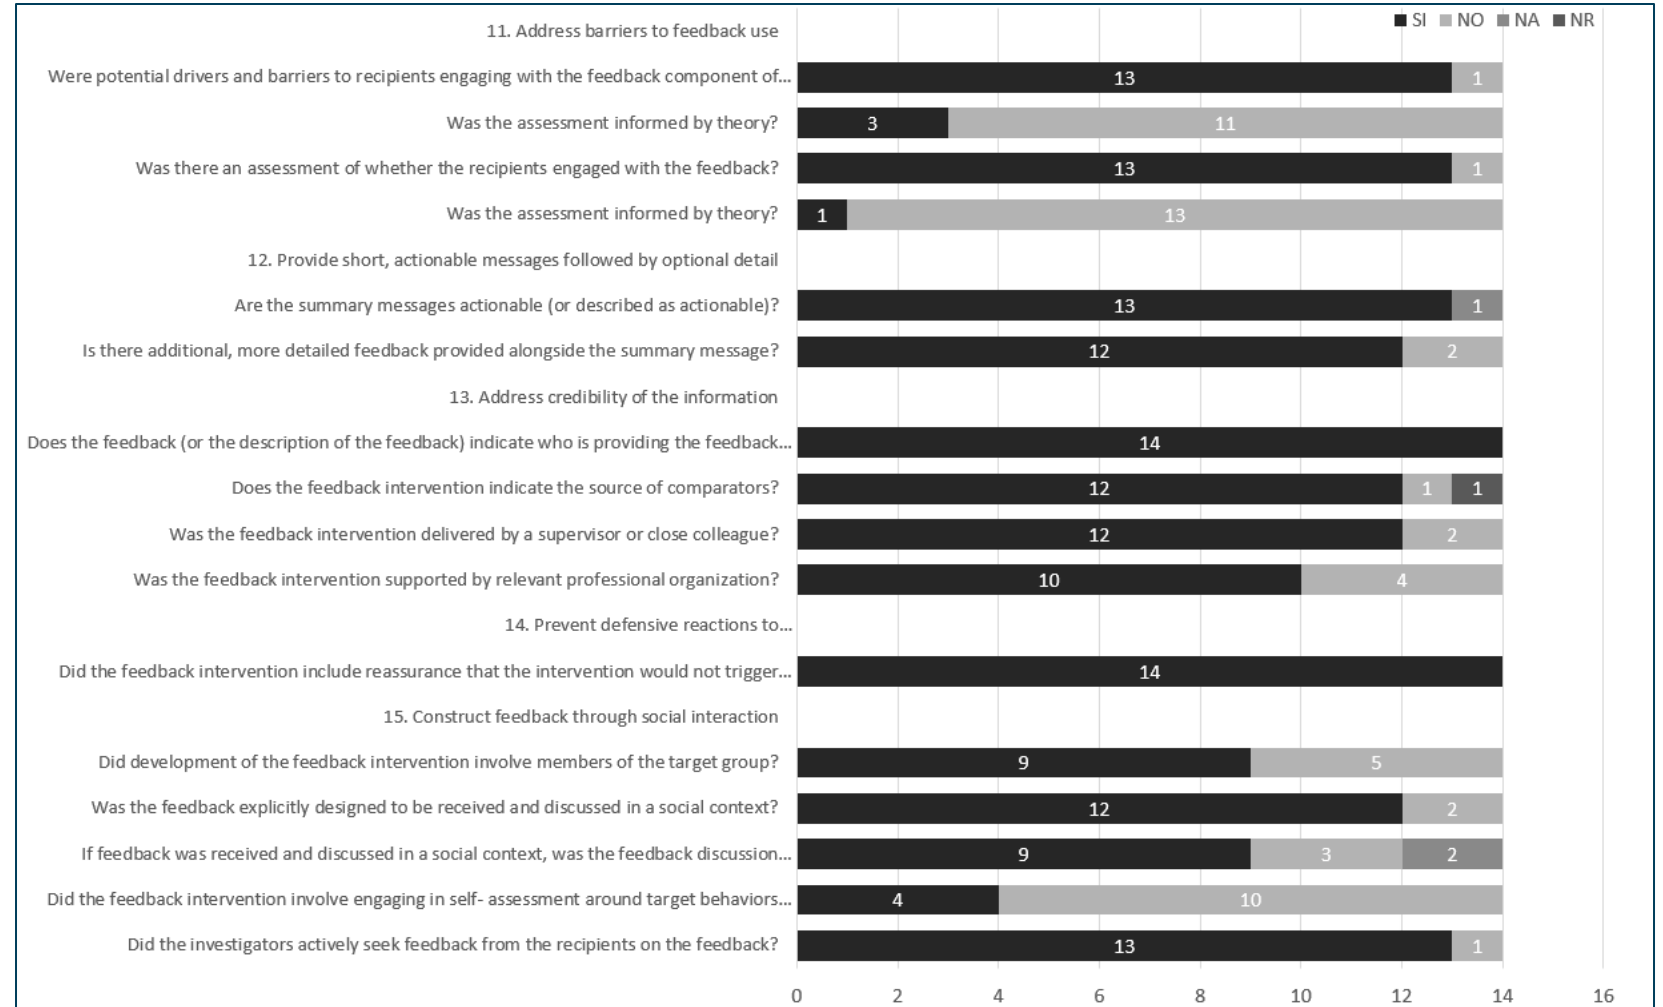 SI NO NA NR
11. Address barriers to feedback use
Were potential drivers and barriers to recipients engaging with the feedback component of... 13 1
Was the assessment informed by theory? 3 11
Was there an assessment of whether the recipients engaged with the feedback? 13 1
Was the assessment informed by theory? 1 13
12. Provide short, actionable messages followed by optional detail
Are the summary messages actionable (or described as actionable)? 13 1
Is there additional, more detailed feedback provided alongside the summary message? 12 2
13. Address credibility of the information
Does the feedback (or the description of the feedback) indicate who is providing the feedback... 14
Does the feedback intervention indicate the source of comparators? 12 1 1
Was the feedback intervention delivered by a supervisor or close colleague? 12 2
Was the feedback intervention supported by relevant professional organization? 10 4
14. Prevent defensive reactions to...
Did the feedback intervention include reassurance that the intervention would not trigger... 14
15. Construct feedback through social interaction
Did development of the feedback intervention involve members of the target group? 9 5
Was the feedback explicitly designed to be received and discussed in a social context? 12 2
If feedback was received and discussed in a social context, was the feedback discussion... 9 3 2
Did the feedback intervention involve engaging in self- assessment around target behaviors... 4 10
Did the investigators actively seek feedback from the recipients on the feedback? 13 1
0 2 4 6 8 10 12 14 16